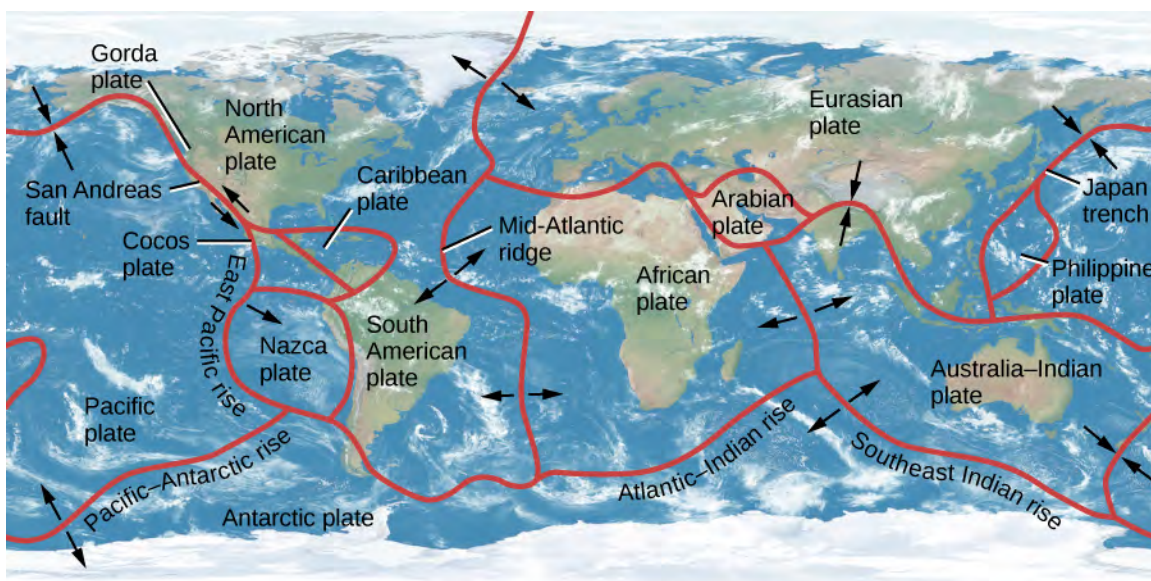 Gorda
plate
North
American
plate
San Andreas
fault
Cocos
plate
Caribbean
plate
Mid-Atlantic
ridge
Eurasian
plate
Arabian
plate
African
plate
Japan
trench
Philippine
plate
East Pacific rise
Nazca
plate
South
American
plate
Pacific
plate
Pacific–Antarctic rise
Antarctic plate
Atlantic–Indian rise
Australia–Indian
plate
Southeast Indian rise